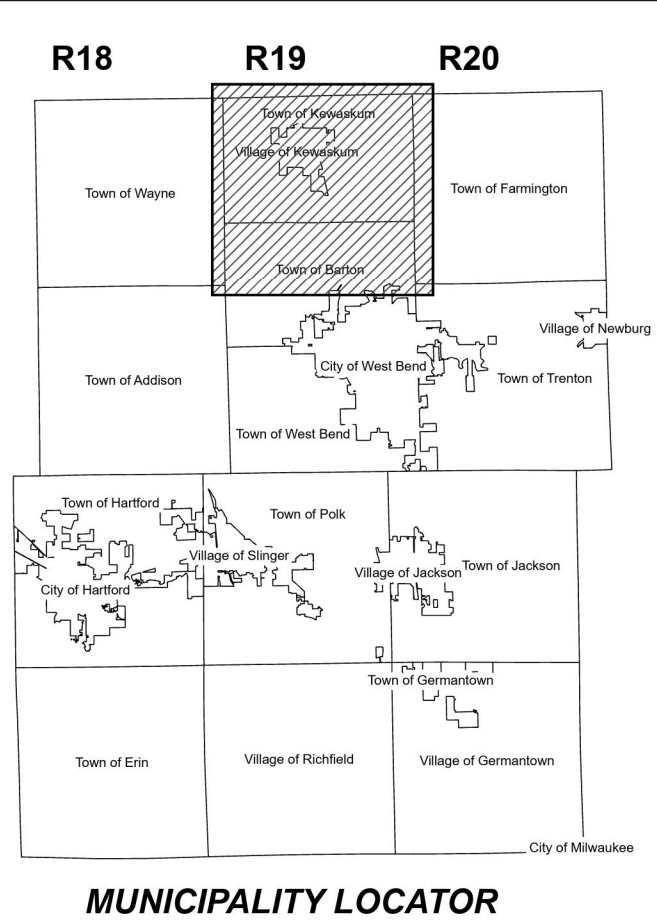 R18 R19 R20
Town of Kewaskum
Village of Kewaskum
Town of Wayne
Town of Farmington
Town of Barton
Village of Newburg
City of West Bend
Town of Addison
Town of Trenton
Town of West Bend
Town of Hartford
Town of Polk
Village of Slinger
Town of Jackson
Village of Jackson
City of Hartford
Town of Germantown
Town of Erin
Village of Richfield
Village of Germantown
City of Milwaukee
MUNICIPALITY LOCATOR